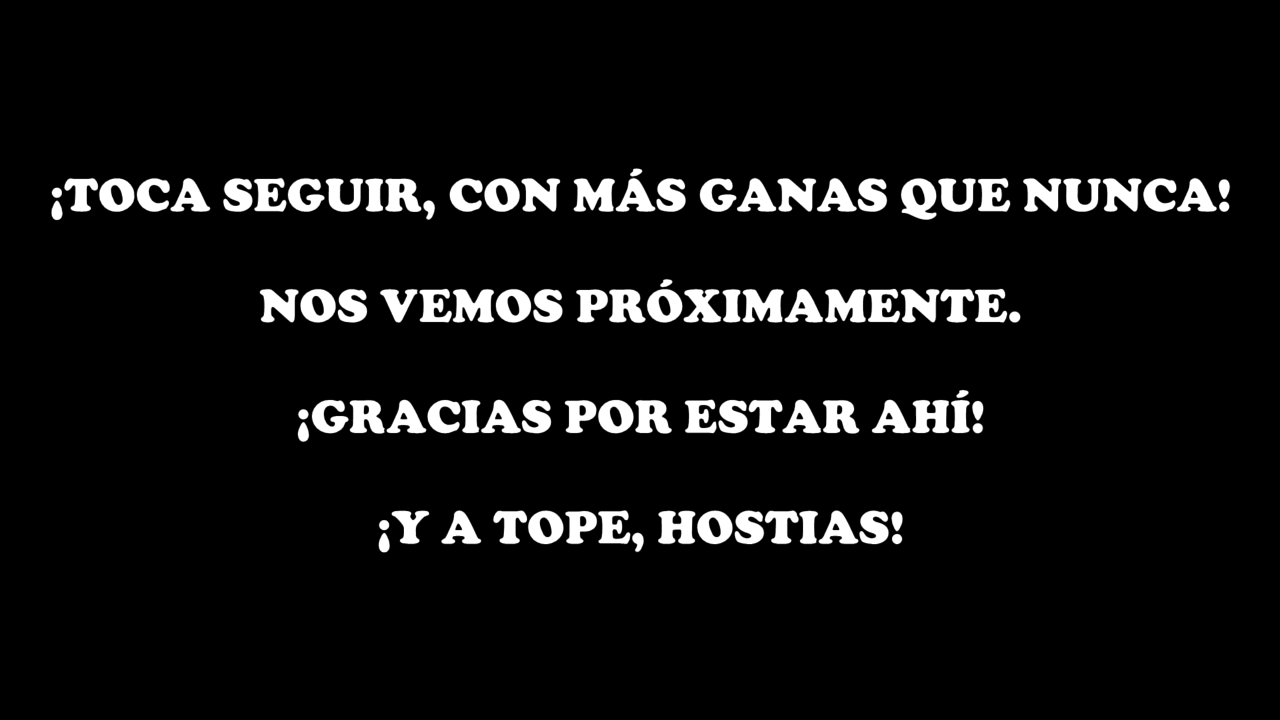 ¡TOCA SEGUIR, CON MÁS GANAS QUE NUNCA!
NOS VEMOS PRÓXIMAMENTE.
¡GRACIAS POR ESTAR AHÍ!
¡Y A TOPE, HOSTIAS!